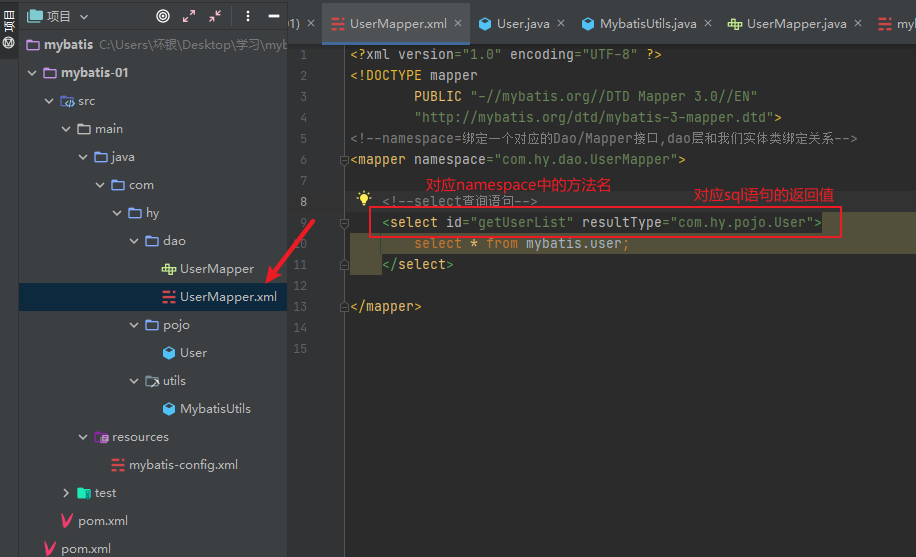 项目
项目
mybatis C:\Users\坏银\Desktop\学习\myb
mybatis-01
src
main
java
com
hy
dao
UserMapper
UserMapper.xml
pojo
User
utils
MybatisUtils
resources
mybatis-config.xml
test
pom.xml
pom.xml
01) × UserMapper.xml × User.java × MybatisUtils.java × UserMapper.java × my
1 <?xml version="1.0" encoding="UTF-8" ?>
2 <!DOCTYPE mapper
3 PUBLIC "-//mybatis.org//DTD Mapper 3.0//EN"
4 "http://mybatis.org/dtd/mybatis-3-mapper.dtd">
5 <!--namespace=绑定一个对应的Dao/Mapper接口,dao层和我们实体类绑定关系-->
6 <mapper namespace="com.hy.dao.UserMapper">
7
对应namespace中的方法名
对应sql语句的返回值
8 <!--select查询语句-->
9 <select id="getUserList" resultType="com.hy.pojo.User">
10 select * from mybatis.user;
11 </select>
12
13 </mapper>
14
15